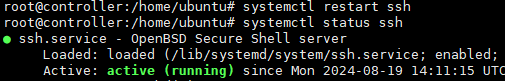 root@controller:/home/ubuntu# systemctl restart ssh
root@controller:/home/ubuntu# systemctl status ssh
● ssh.service - OpenBSD Secure Shell server
Loaded: loaded (/lib/systemd/system/ssh.service; enabled;
Active: active (running) since Mon 2024-08-19 14:11:15 UTC